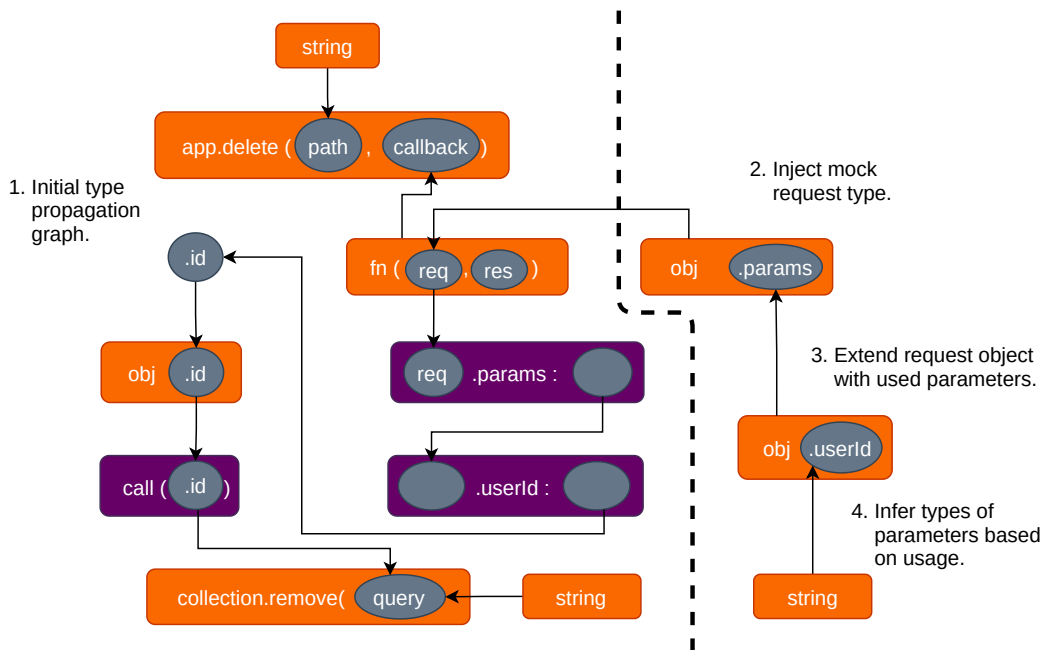 string
app.delete ( path , callback )
1. Initial type
propagation
graph.
2. Inject mock
request type.
.id
fn ( req , res )
obj .params
obj .id
req .params :
3. Extend request object
with used parameters.
call ( .id )
.userId :
obj .userId
4. Infer types of
parameters based
on usage.
collection.remove( query
string
string